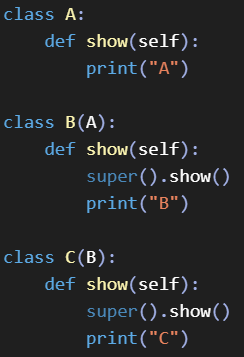 class A:
    def show(self):
        print("A")

class B(A):
    def show(self):
        super().show()
        print("B")

class C(B):
    def show(self):
        super().show()
        print("C")